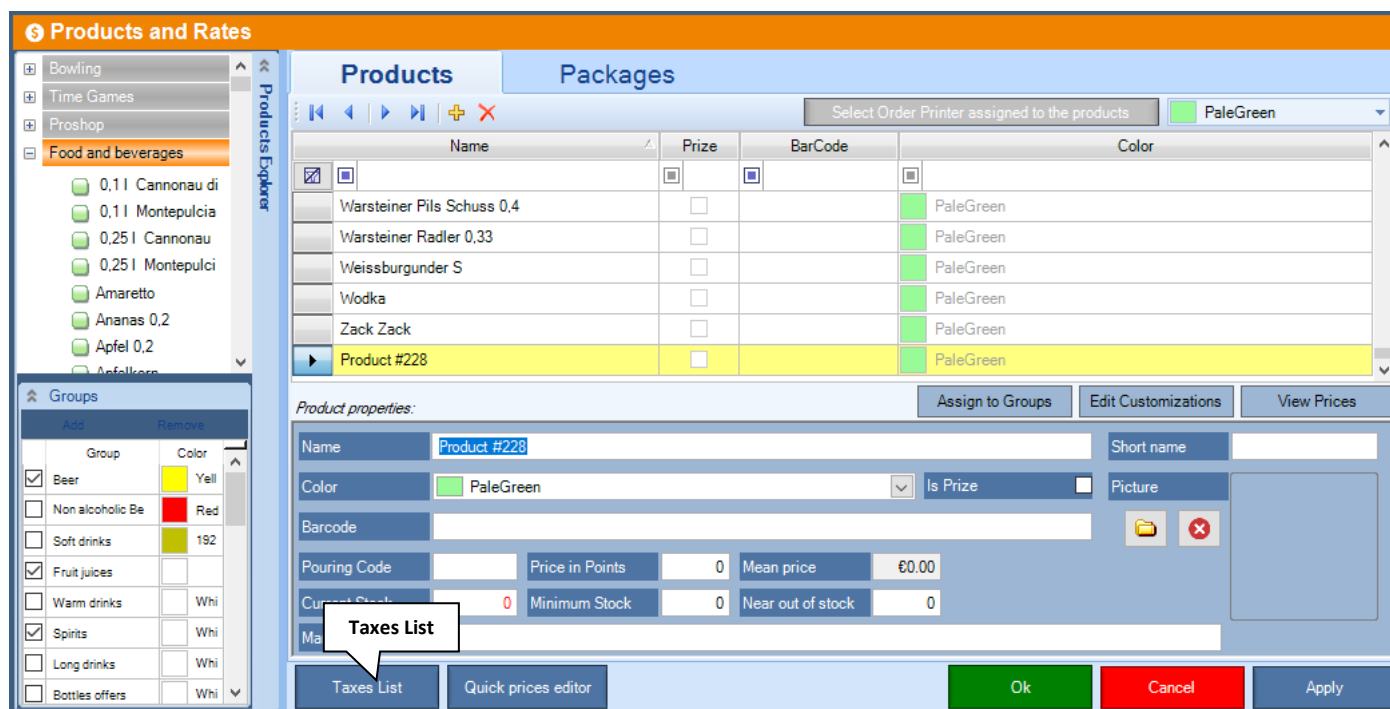 Products and Rates
Bowling
Time Games
Proshop
Food and beverages
0,1 l Cannonau di
0,1 l Montepulcia
0,25 l Cannonau
0,25 l Montepulci
Amaretto
Ananas 0,2
Apfel 0,2
Apfelkorn
Products Explorer
Groups
Add Remove
Group Color
Beer Yell
Non alcoholic Be Red
Soft drinks 192
Fruit juices
Warm drinks Whi
Spirits Whi
Long drinks Whi
Bottles offers Whi
Products Packages
Select Order Printer assigned to the products PaleGreen
Name Prize BarCode Color
Warsteiner Pils Schuss 0,4 PaleGreen
Warsteiner Radler 0,33 PaleGreen
Weissburgunder S PaleGreen
Wodka PaleGreen
Zack Zack PaleGreen
Product #228 PaleGreen
Product properties: Assign to Groups Edit Customizations View Prices
Name Product #228 Short name
Color PaleGreen Is Prize Picture
Barcode
Pouring Code Price in Points 0 Mean price €0.00
Current Stock 0 Minimum Stock 0 Near out of stock 0
Ma
Taxes List
Taxes List Quick prices editor Ok Cancel Apply